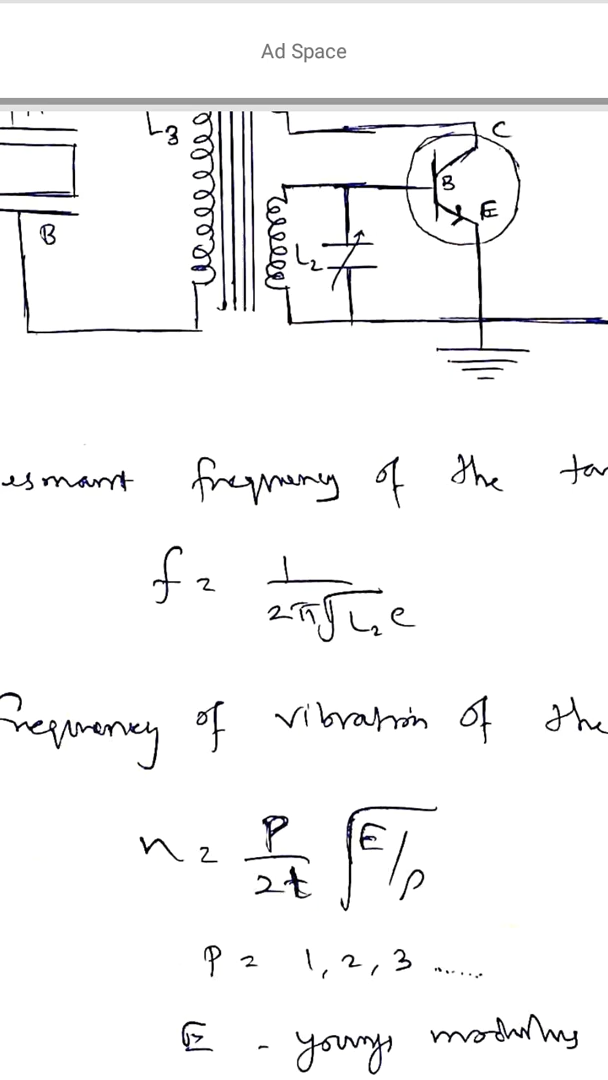 Ad Space
L3
C
B
E
L2
B
esonant frequency of the tan
f = 1 / 2π√L2C
frequency of vibration of the
n = P / 2t √E/ρ
P = 1, 2, 3 ......
E - youngs modulus